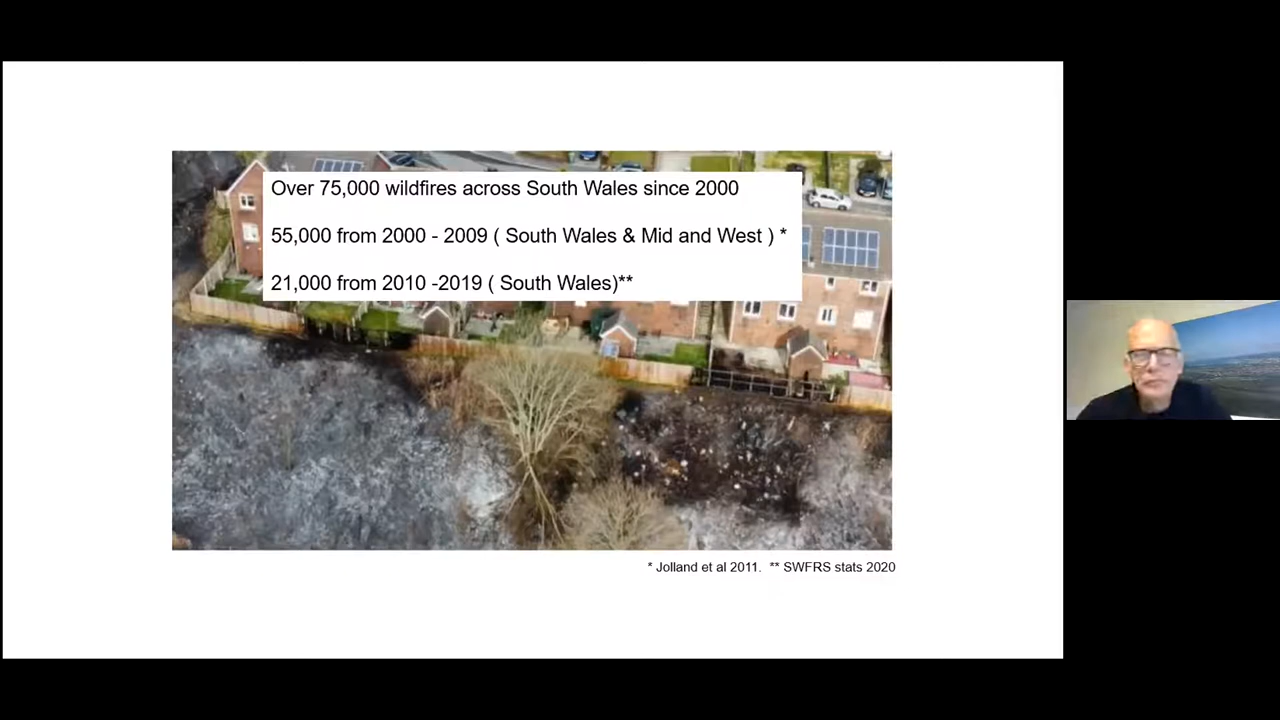 Over 75,000 wildfires across South Wales since 2000
55,000 from 2000 - 2009 ( South Wales & Mid and West ) *
21,000 from 2010 -2019 ( South Wales)**
* Jolland et al 2011.  ** SWFRS stats 2020